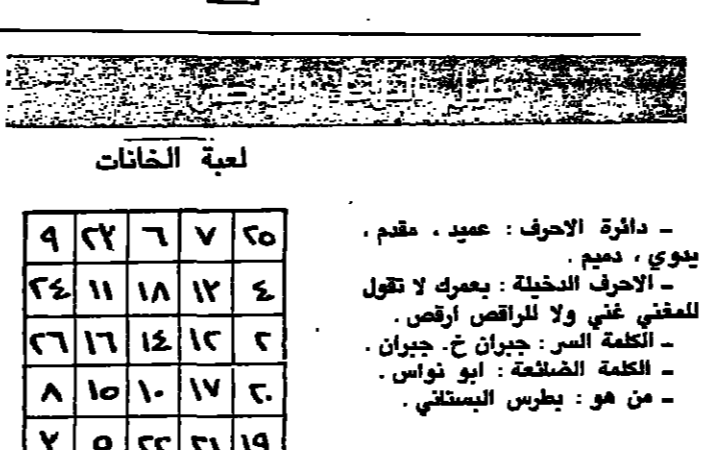 لعبة الخانات
ـ دائرة الاحرف : عميد ، مقدم ،
يدوي ، دميم .
ـ الاحرف الدخيلة : بعمرك لا تقول
للمغني غني ولا للراقص ارقص .
ـ الكلمة السر : جبران خ. جبران .
ـ الكلمة الضائعة : ابو نواس .
ـ من هو : بطرس البستاني .
٢٥ ٧ ٦ ٢٣ ٩
٤ ١٣ ١٨ ١١ ٢٤
٢ ١٢ ١٤ ١٦ ٢٦
٢٠ ١٧ ١٠ ١٥ ٨
١٩ ٢١ ٢٢ ٥ ٣